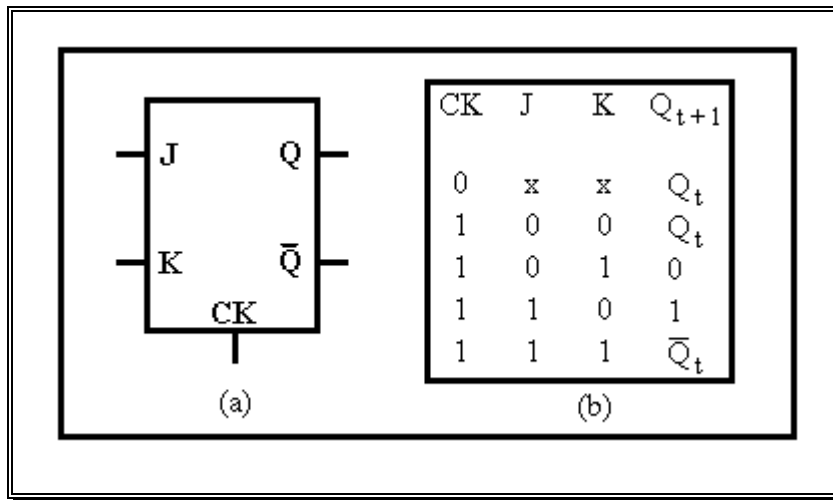 J Q
K Q̄
CK
(a)
CK J K Qt+1
0 x x Qt
1 0 0 Qt
1 0 1 0
1 1 0 1
1 1 1 Q̄t
(b)